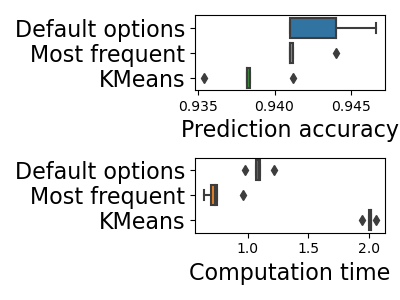 Default options
Most frequent
KMeans
0.935 0.940 0.945
Prediction accuracy
Default options
Most frequent
KMeans
1.0 1.5 2.0
Computation time